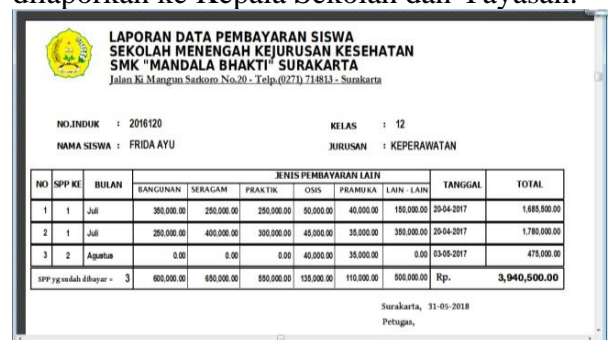 dilaporkan ke Kepala Sekolah dan Yayasan.
LAPORAN DATA PEMBAYARAN SISWA
SEKOLAH MENENGAH KEJURUSAN KESEHATAN
SMK "MANDALA BHAKTI" SURAKARTA
Jalan Ki Mangun Sarkoro No.20 - Telp.(0271) 714813 - Surakarta
NO.INDUK : 2016120 KELAS : 12
NAMA SISWA : FRIDA AYU JURUSAN : KEPERAWATAN
JENIS PEMBAYARAN LAIN
NO SPP KE BULAN BANGUNAN SERAGAM PRAKTIK OSIS PRAMUKA LAIN - LAIN TANGGAL TOTAL
1 1 Juli 350,000.00 250,000.00 250,000.00 50,000.00 40,000.00 150,000.00 20-04-2017 1,685,500.00
2 1 Juli 250,000.00 400,000.00 300,000.00 45,000.00 35,000.00 350,000.00 20-04-2017 1,780,000.00
3 2 Agustus 0.00 0.00 0.00 40,000.00 35,000.00 0.00 03-05-2017 475,000.00
SPP yg sudah dibayar = 3 600,000.00 650,000.00 550,000.00 135,000.00 110,000.00 500,000.00 Rp. 3,940,500.00
Surakarta, 31-05-2018
Petugas,